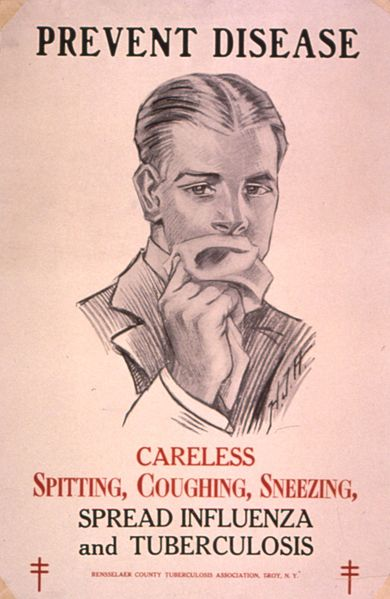 PREVENT DISEASE
H.J.H.
CARELESS
SPITTING, COUGHING, SNEEZING,
SPREAD INFLUENZA
and TUBERCULOSIS
RENSSELAER COUNTY TUBERCULOSIS ASSOCIATION, TROY, N. Y.